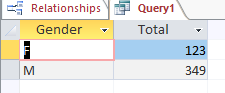 Relationships Query1
Gender Total
F 123
M 349